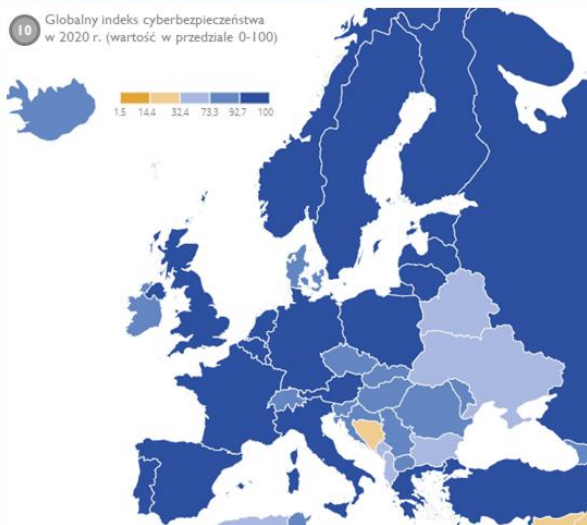 10 Globalny indeks cyberbezpieczeństwa
w 2020 r. (wartość w przedziale 0-100)
1,5 14,4 32,4 73,3 92,7 100